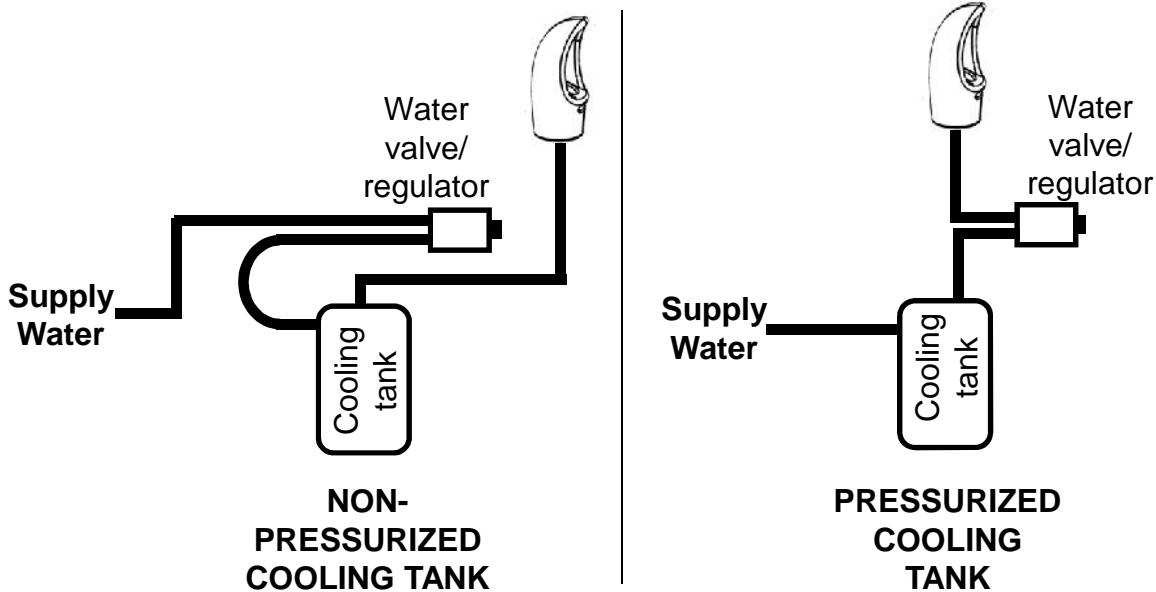 Water
valve/
regulator
Supply
Water
Cooling
tank
NON-
PRESSURIZED
COOLING TANK
Water
valve/
regulator
Supply
Water
Cooling
tank
PRESSURIZED
COOLING
TANK